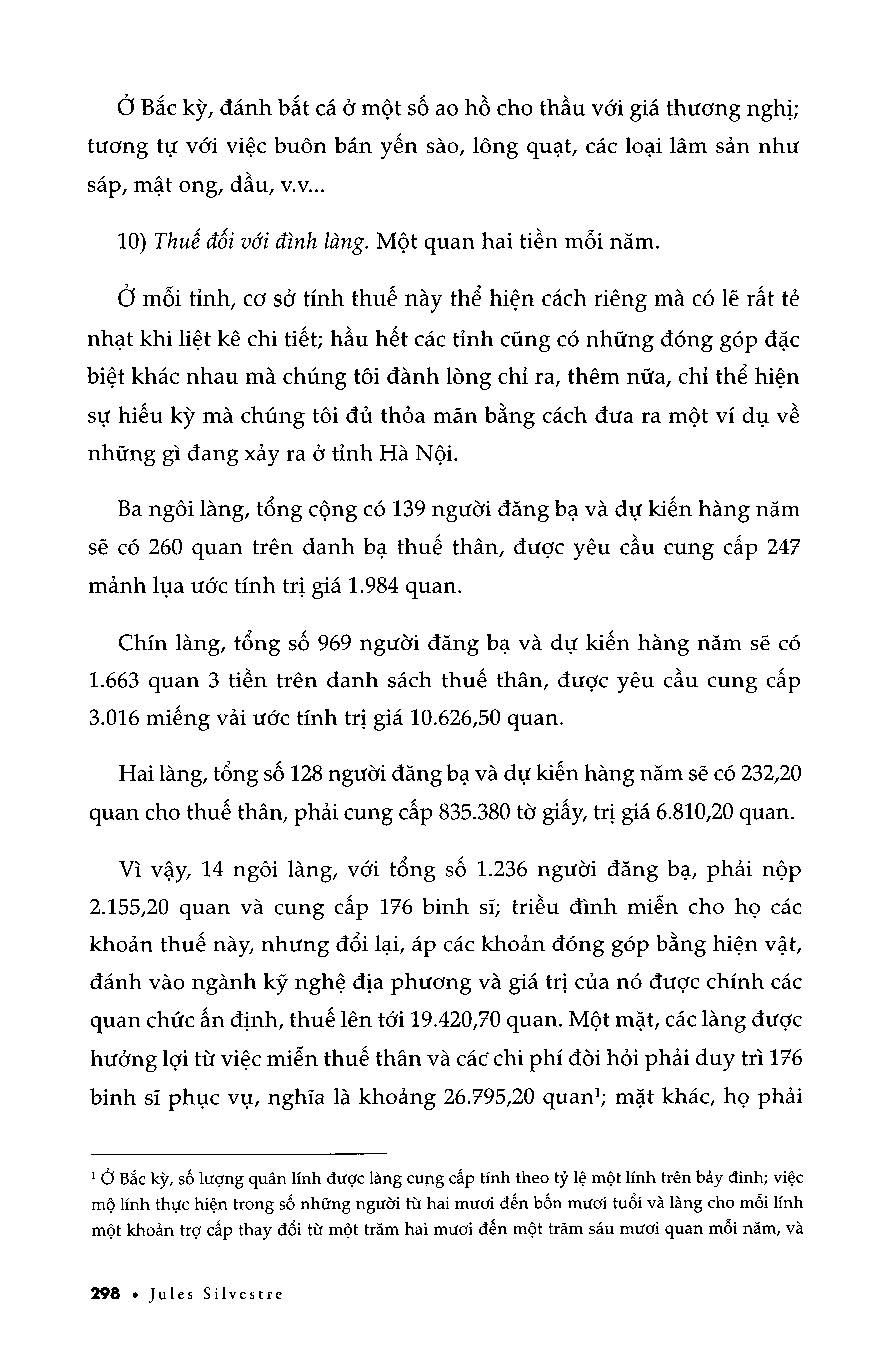 Ở Bắc kỳ, đánh bắt cá ở một số ao hồ cho thầu với giá thương nghị;
tương tự với việc buôn bán yến sào, lông quạt, các loại lâm sản như
sáp, mật ong, dầu, v.v...
10) Thuế đối với đình làng. Một quan hai tiền mỗi năm.
Ở mỗi tỉnh, cơ sở tính thuế này thể hiện cách riêng mà có lẽ rất tẻ
nhạt khi liệt kê chi tiết; hầu hết các tỉnh cũng có những đóng góp đặc
biệt khác nhau mà chúng tôi đành lòng chỉ ra, thêm nữa, chỉ thể hiện
sự hiếu kỳ mà chúng tôi đủ thỏa mãn bằng cách đưa ra một ví dụ về
những gì đang xảy ra ở tỉnh Hà Nội.
Ba ngôi làng, tổng cộng có 139 người đăng bạ và dự kiến hàng năm
sẽ có 260 quan trên danh bạ thuế thân, được yêu cầu cung cấp 247
mảnh lụa ước tính trị giá 1.984 quan.
Chín làng, tổng số 969 người đăng bạ và dự kiến hàng năm sẽ có
1.663 quan 3 tiền trên danh sách thuế thân, được yêu cầu cung cấp
3.016 miếng vải ước tính trị giá 10.626,50 quan.
Hai làng, tổng số 128 người đăng bạ và dự kiến hàng năm sẽ có 232,20
quan cho thuế thân, phải cung cấp 835.380 tờ giấy, trị giá 6.810,20 quan.
Vì vậy, 14 ngôi làng, với tổng số 1.236 người đăng bạ, phải nộp
2.155,20 quan và cung cấp 176 binh sĩ; triều đình miễn cho họ các
khoản thuế này, nhưng đổi lại, áp các khoản đóng góp bằng hiện vật,
đánh vào ngành kỹ nghệ địa phương và giá trị của nó được chính các
quan chức ấn định, thuế lên tới 19.420,70 quan. Một mặt, các làng được
hưởng lợi từ việc miễn thuế thân và các chi phí đòi hỏi phải duy trì 176
binh sĩ phục vụ, nghĩa là khoảng 26.795,20 quan¹; mặt khác, họ phải
¹ Ở Bắc kỳ, số lượng quân lính được làng cung cấp tính theo tỷ lệ một lính trên bảy đinh; việc
mộ lính thực hiện trong số những người từ hai mươi đến bốn mươi tuổi và làng cho mỗi lính
một khoản trợ cấp thay đổi từ một trăm hai mươi đến một trăm sáu mươi quan mỗi năm, và
298 • Jules Silvestre